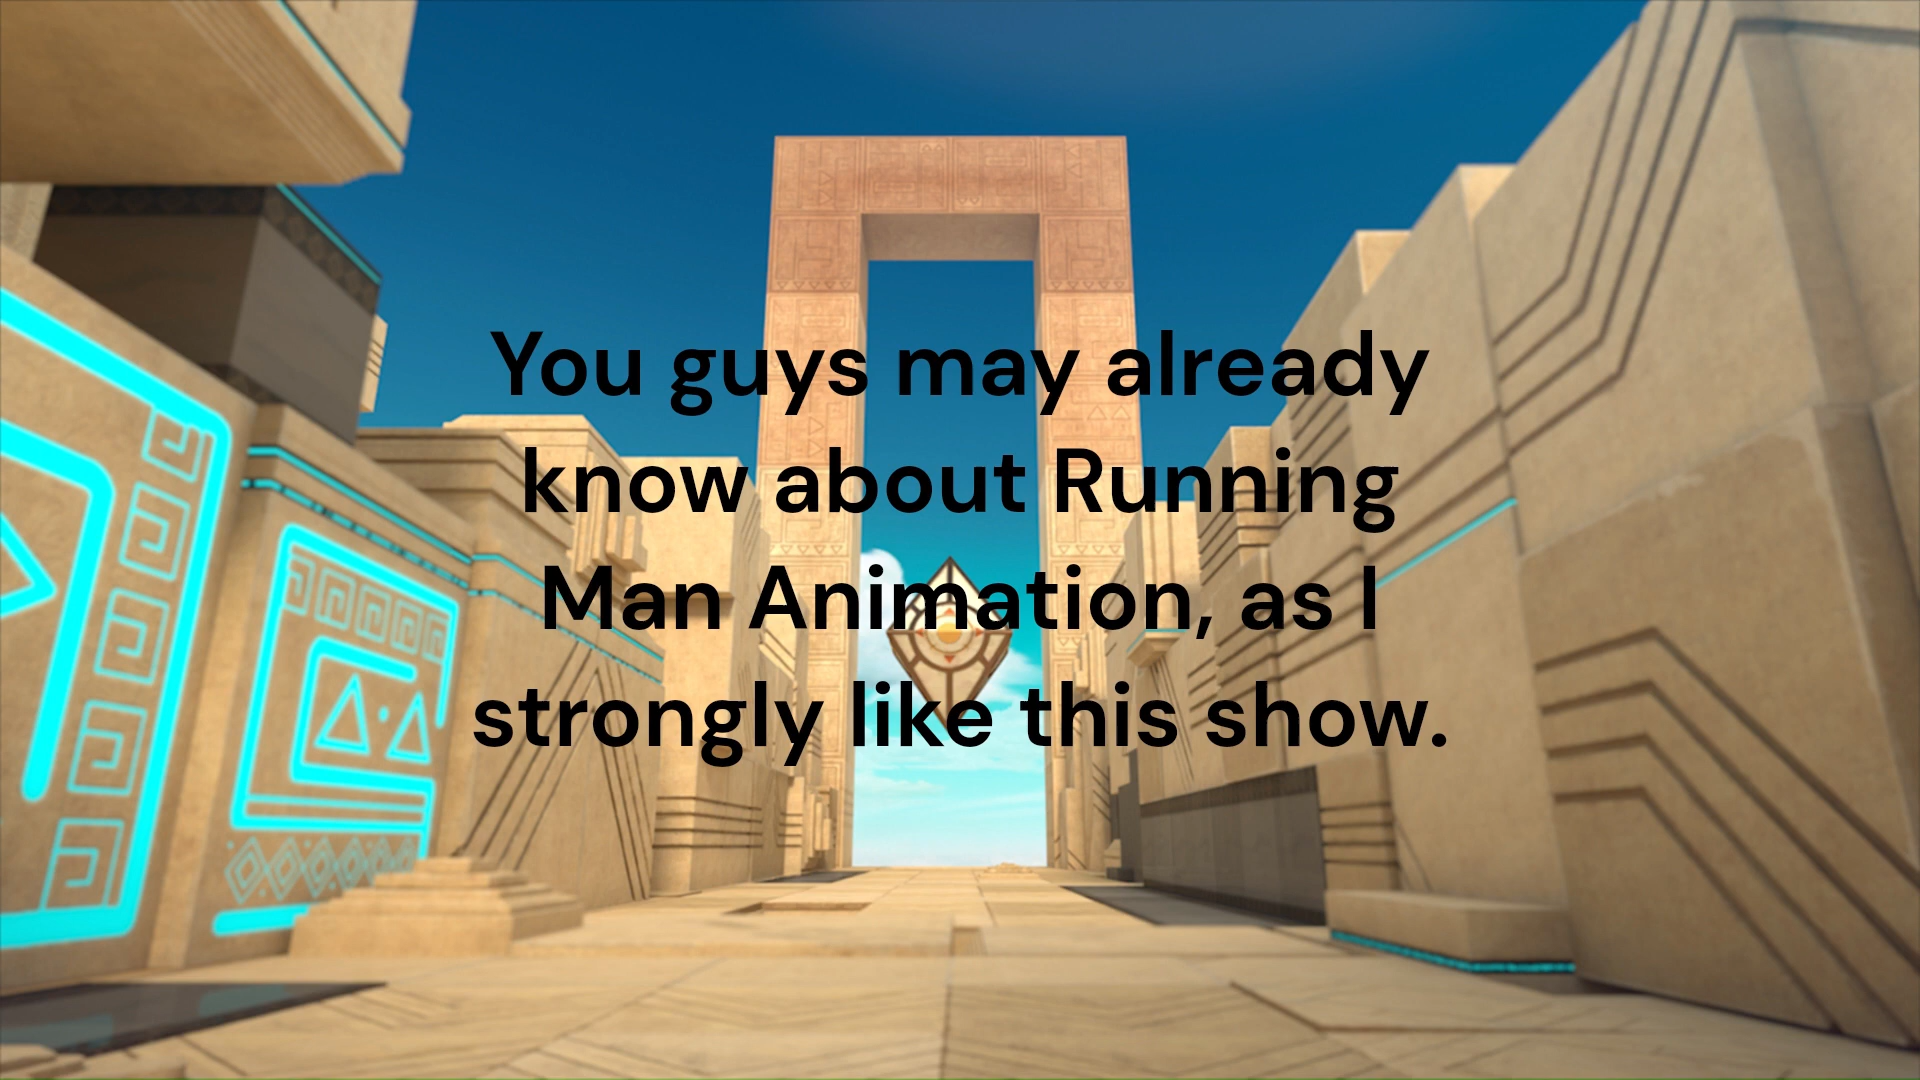 You guys may already
know about Running
Man Animation, as I
strongly like this show.